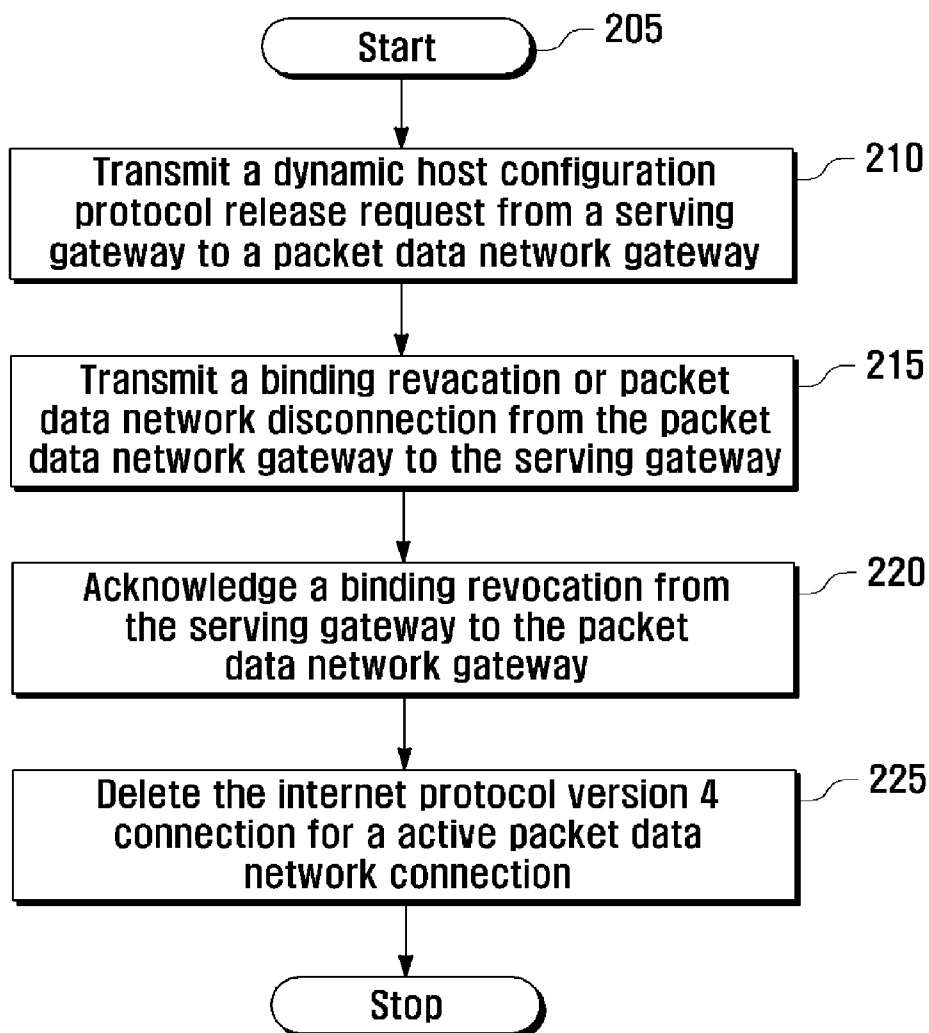 Start
205
Transmit a dynamic host configuration
protocol release request from a serving
gateway to a packet data network gateway
210
Transmit a binding revacation or packet
data network disconnection from the packet
data network gateway to the serving gateway
215
Acknowledge a binding revocation from
the serving gateway to the packet
data network gateway
220
Delete the internet protocol version 4
connection for a active packet data
network connection
225
Stop